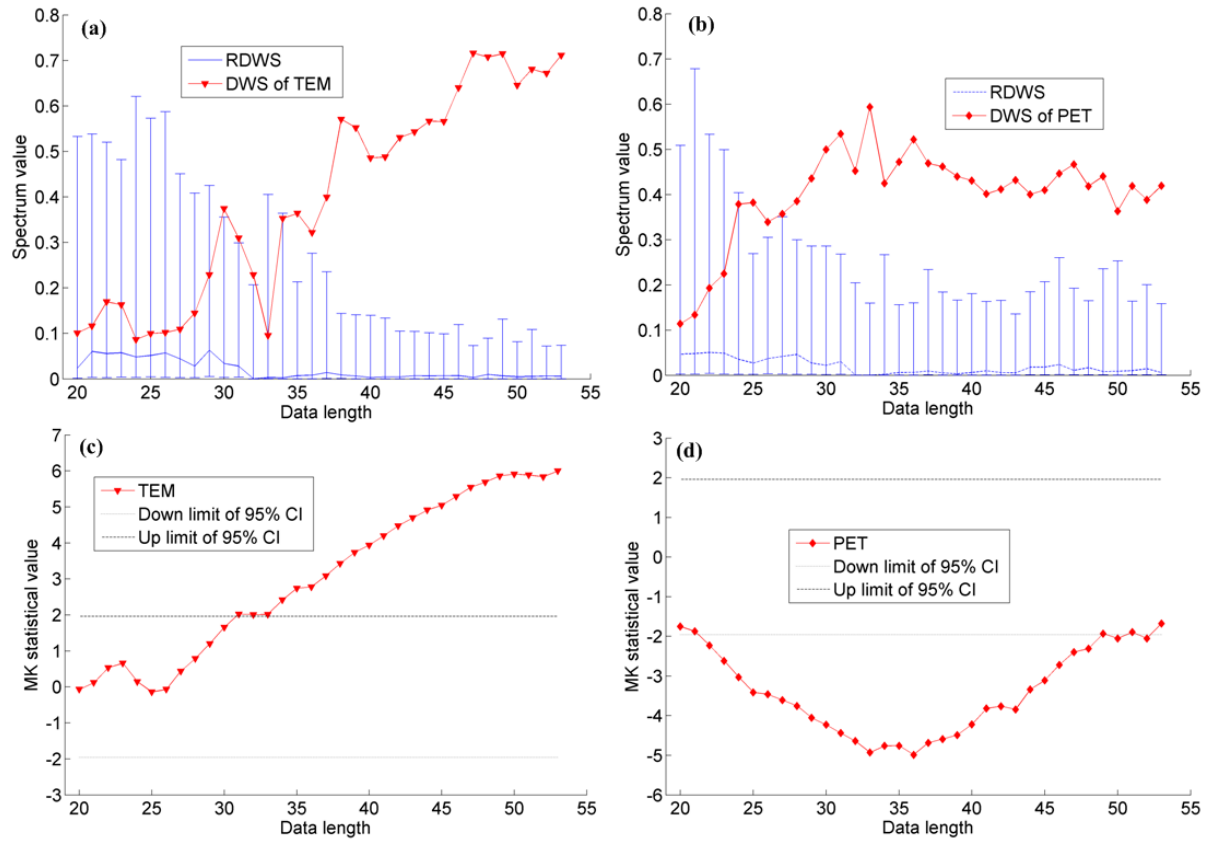 (a)
RDWS
DWS of TEM
Spectrum value
0.8
0.7
0.6
0.5
0.4
0.3
0.2
0.1
0
20 25 30 35 40 45 50 55
Data length
(b)
RDWS
DWS of PET
Spectrum value
0.8
0.7
0.6
0.5
0.4
0.3
0.2
0.1
0
20 25 30 35 40 45 50 55
Data length
(c)
TEM
Down limit of 95% CI
Up limit of 95% CI
MK statistical value
7
6
5
4
3
2
1
0
-1
-2
-3
20 25 30 35 40 45 50 55
Data length
(d)
PET
Down limit of 95% CI
Up limit of 95% CI
MK statistical value
3
2
1
0
-1
-2
-3
-4
-5
-6
20 25 30 35 40 45 50 55
Data length